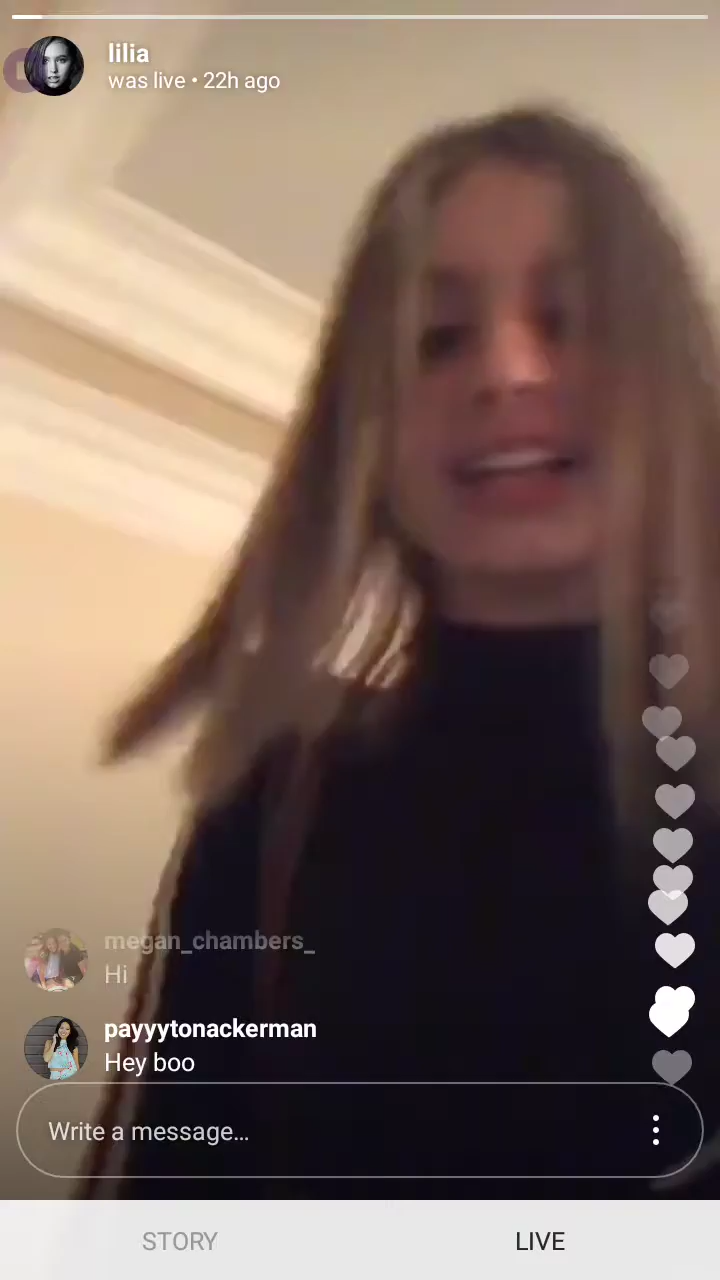 lilia
was live • 22h ago
megan_chambers_
Hi
payyytonackerman
Hey boo
Write a message...
STORY
LIVE